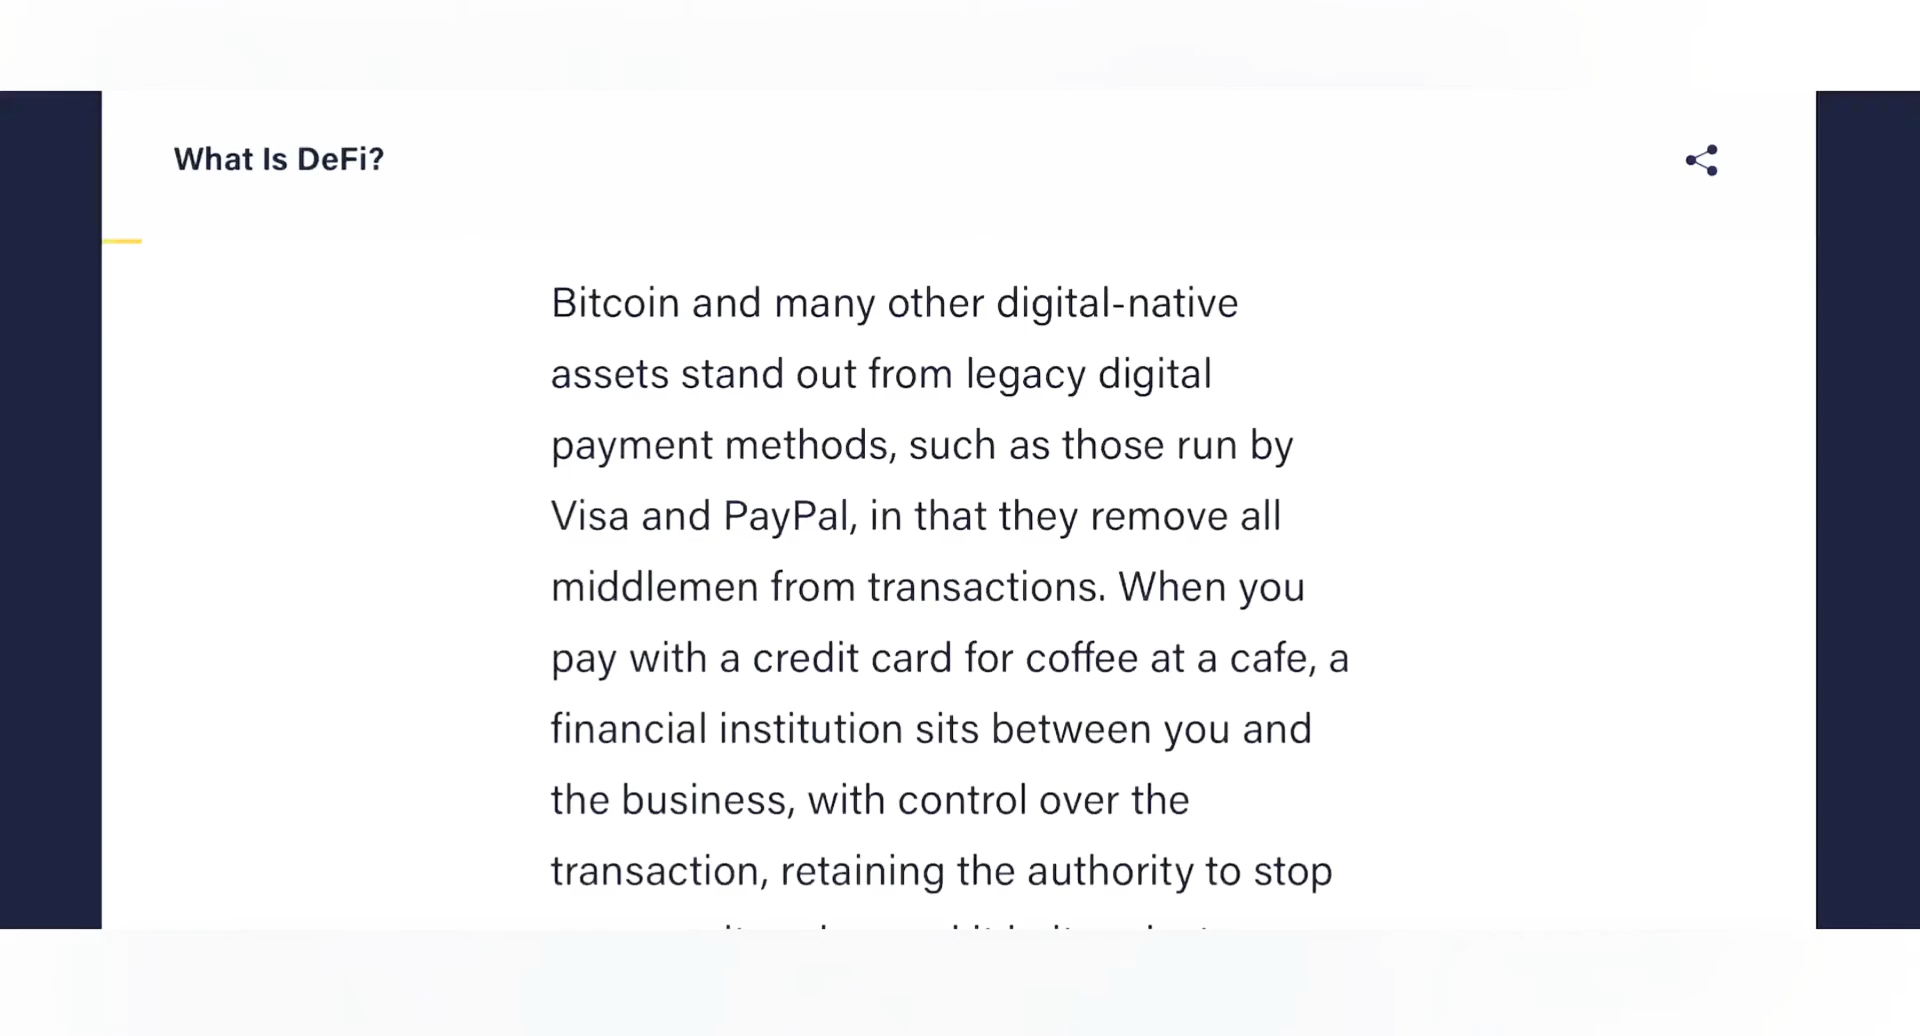 What Is DeFi?
Bitcoin and many other digital-native
assets stand out from legacy digital
payment methods, such as those run by
Visa and PayPal, in that they remove all
middlemen from transactions. When you
pay with a credit card for coffee at a cafe, a
financial institution sits between you and
the business, with control over the
transaction, retaining the authority to stop